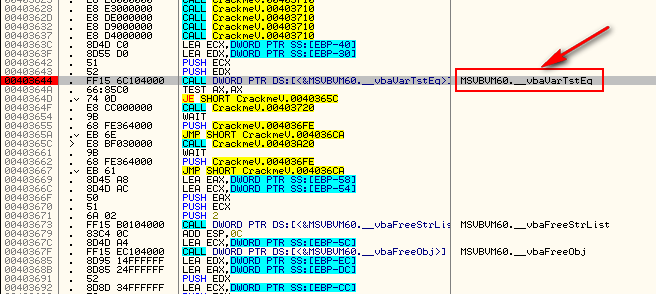 00403623 . E8 E8000000 CALL CrackmeV.00403710
00403628 . E8 E3000000 CALL CrackmeV.00403710
0040362D . E8 DE000000 CALL CrackmeV.00403710
00403632 . E8 D9000000 CALL CrackmeV.00403710
00403637 . E8 D4000000 CALL CrackmeV.00403710
0040363C . 8D4D C0 LEA ECX,DWORD PTR SS:[EBP-40]
0040363F . 8D55 D0 LEA EDX,DWORD PTR SS:[EBP-30]
00403642 . 51 PUSH ECX
00403643 . 52 PUSH EDX
00403644 . FF15 6C104000 CALL DWORD PTR DS:[<&MSVBVM60.__vbaVarTstEq>] MSVBVM60.__vbaVarTstEq
0040364A . 66:85C0 TEST AX,AX
0040364D .v 74 0D JE SHORT CrackmeV.0040365C
0040364F . E8 CC000000 CALL CrackmeV.00403720
00403654 . 9B WAIT
00403655 . 68 FE364000 PUSH CrackmeV.004036FE
0040365A .v EB 6E JMP SHORT CrackmeV.004036CA
0040365C > E8 BF030000 CALL CrackmeV.00403A20
00403661 . 9B WAIT
00403662 . 68 FE364000 PUSH CrackmeV.004036FE
00403667 .v EB 61 JMP SHORT CrackmeV.004036CA
00403669 . 8D45 A8 LEA EAX,DWORD PTR SS:[EBP-58]
0040366C . 8D4D AC LEA ECX,DWORD PTR SS:[EBP-54]
0040366F . 50 PUSH EAX
00403670 . 51 PUSH ECX
00403671 . 6A 02 PUSH 2
00403673 . FF15 B0104000 CALL DWORD PTR DS:[<&MSVBVM60.__vbaFreeStrList MSVBVM60.__vbaFreeStrList
00403679 . 83C4 0C ADD ESP,0C
0040367C . 8D4D A4 LEA ECX,DWORD PTR SS:[EBP-5C]
0040367F . FF15 EC104000 CALL DWORD PTR DS:[<&MSVBVM60.__vbaFreeObj>] MSVBVM60.__vbaFreeObj
00403685 . 8D95 14FFFFFF LEA EDX,DWORD PTR SS:[EBP-EC]
0040368B . 8D85 24FFFFFF LEA EAX,DWORD PTR SS:[EBP-DC]
00403691 . 52 PUSH EDX
00403692 . 8D8D 34FFFFFF LEA ECX,DWORD PTR SS:[EBP-CC]